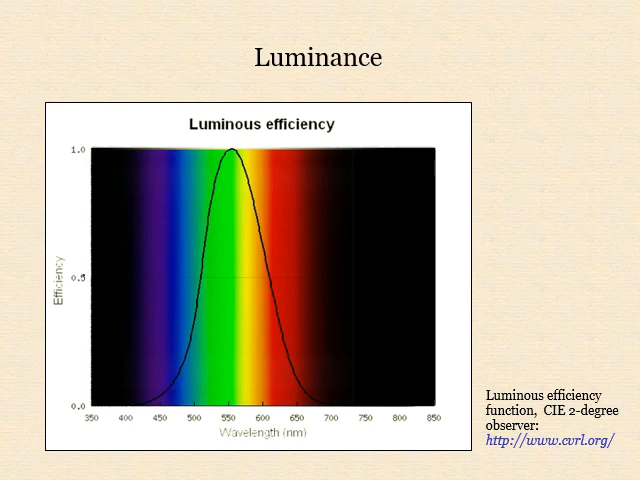 Luminance
Luminous efficiency
1.0
0.5
0.0
Efficiency
350 400 450 500 550 600 650 700 750 800 850
Wavelength (nm)
Luminous efficiency
function, CIE 2-degree
observer:
http://www.cvrl.org/